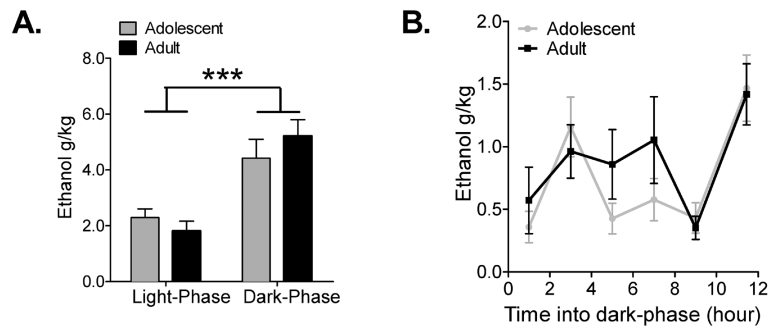 A.
Adolescent
Adult
***
Ethanol g/kg
8.0
6.0
4.0
2.0
0.0
Light-Phase Dark-Phase
B.
Adolescent
Adult
Ethanol g/kg
2.0
1.5
1.0
0.5
0.0
0 2 4 6 8 10 12
Time into dark-phase (hour)